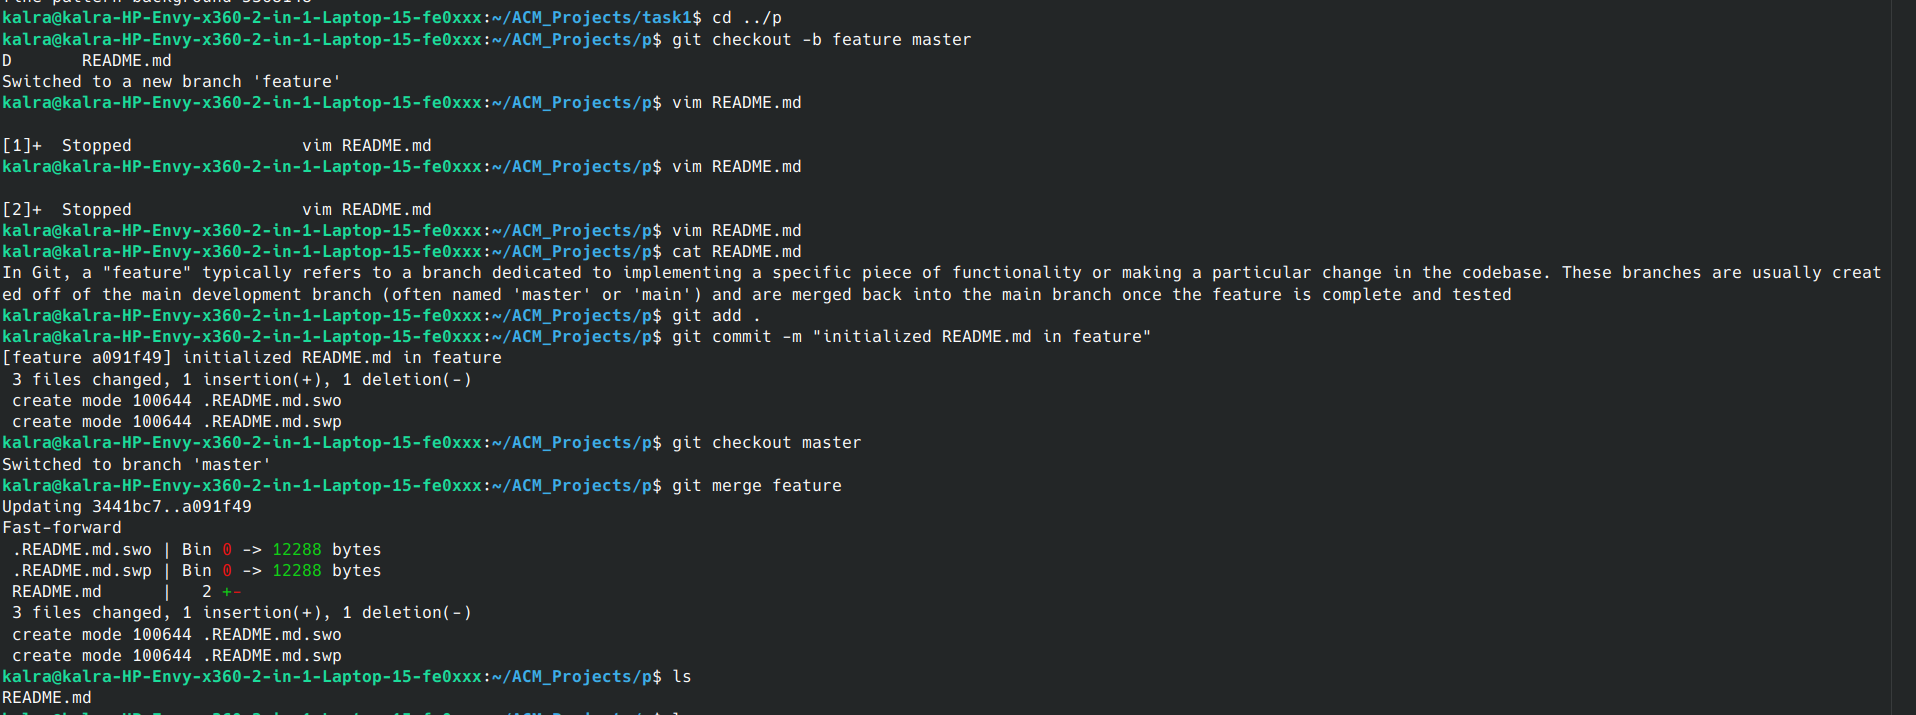 kalra@kalra-HP-Envy-x360-2-in-1-Laptop-15-fe0xxx:~/ACM_Projects/task1$ cd ../p
kalra@kalra-HP-Envy-x360-2-in-1-Laptop-15-fe0xxx:~/ACM_Projects/p$ git checkout -b feature master
D       README.md
Switched to a new branch 'feature'
kalra@kalra-HP-Envy-x360-2-in-1-Laptop-15-fe0xxx:~/ACM_Projects/p$ vim README.md
[1]+  Stopped                 vim README.md
kalra@kalra-HP-Envy-x360-2-in-1-Laptop-15-fe0xxx:~/ACM_Projects/p$ vim README.md
[2]+  Stopped                 vim README.md
kalra@kalra-HP-Envy-x360-2-in-1-Laptop-15-fe0xxx:~/ACM_Projects/p$ vim README.md
kalra@kalra-HP-Envy-x360-2-in-1-Laptop-15-fe0xxx:~/ACM_Projects/p$ cat README.md
In Git, a "feature" typically refers to a branch dedicated to implementing a specific piece of functionality or making a particular change in the codebase. These branches are usually creat
ed off of the main development branch (often named 'master' or 'main') and are merged back into the main branch once the feature is complete and tested
kalra@kalra-HP-Envy-x360-2-in-1-Laptop-15-fe0xxx:~/ACM_Projects/p$ git add .
kalra@kalra-HP-Envy-x360-2-in-1-Laptop-15-fe0xxx:~/ACM_Projects/p$ git commit -m "initialized README.md in feature"
[feature a091f49] initialized README.md in feature
 3 files changed, 1 insertion(+), 1 deletion(-)
 create mode 100644 .README.md.swo
 create mode 100644 .README.md.swp
kalra@kalra-HP-Envy-x360-2-in-1-Laptop-15-fe0xxx:~/ACM_Projects/p$ git checkout master
Switched to branch 'master'
kalra@kalra-HP-Envy-x360-2-in-1-Laptop-15-fe0xxx:~/ACM_Projects/p$ git merge feature
Updating 3441bc7..a091f49
Fast-forward
 .README.md.swo | Bin 0 -> 12288 bytes
 .README.md.swp | Bin 0 -> 12288 bytes
 README.md      |   2 +-
 3 files changed, 1 insertion(+), 1 deletion(-)
 create mode 100644 .README.md.swo
 create mode 100644 .README.md.swp
kalra@kalra-HP-Envy-x360-2-in-1-Laptop-15-fe0xxx:~/ACM_Projects/p$ ls
README.md